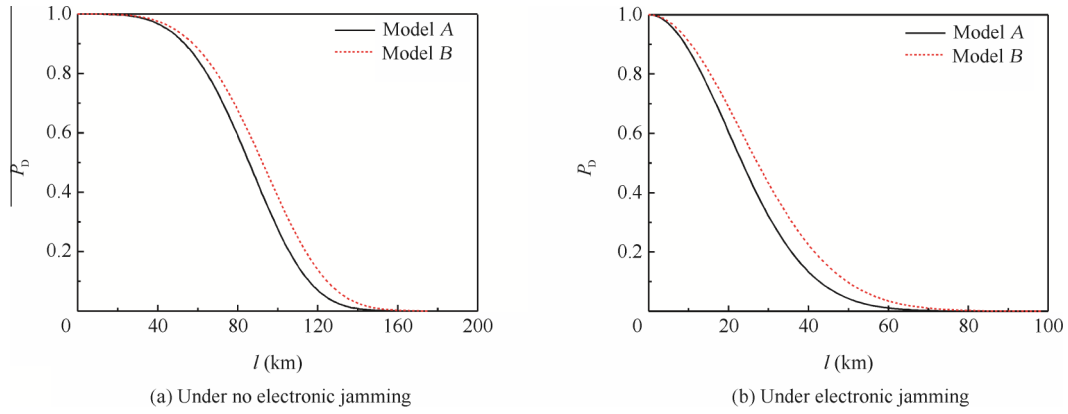 1.0
0.8
0.6
0.4
0.2
0
40
80
120
160
200
P_D
l (km)
Model A
Model B
(a) Under no electronic jamming
1.0
0.8
0.6
0.4
0.2
0
20
40
60
80
100
P_D
l (km)
Model A
Model B
(b) Under electronic jamming